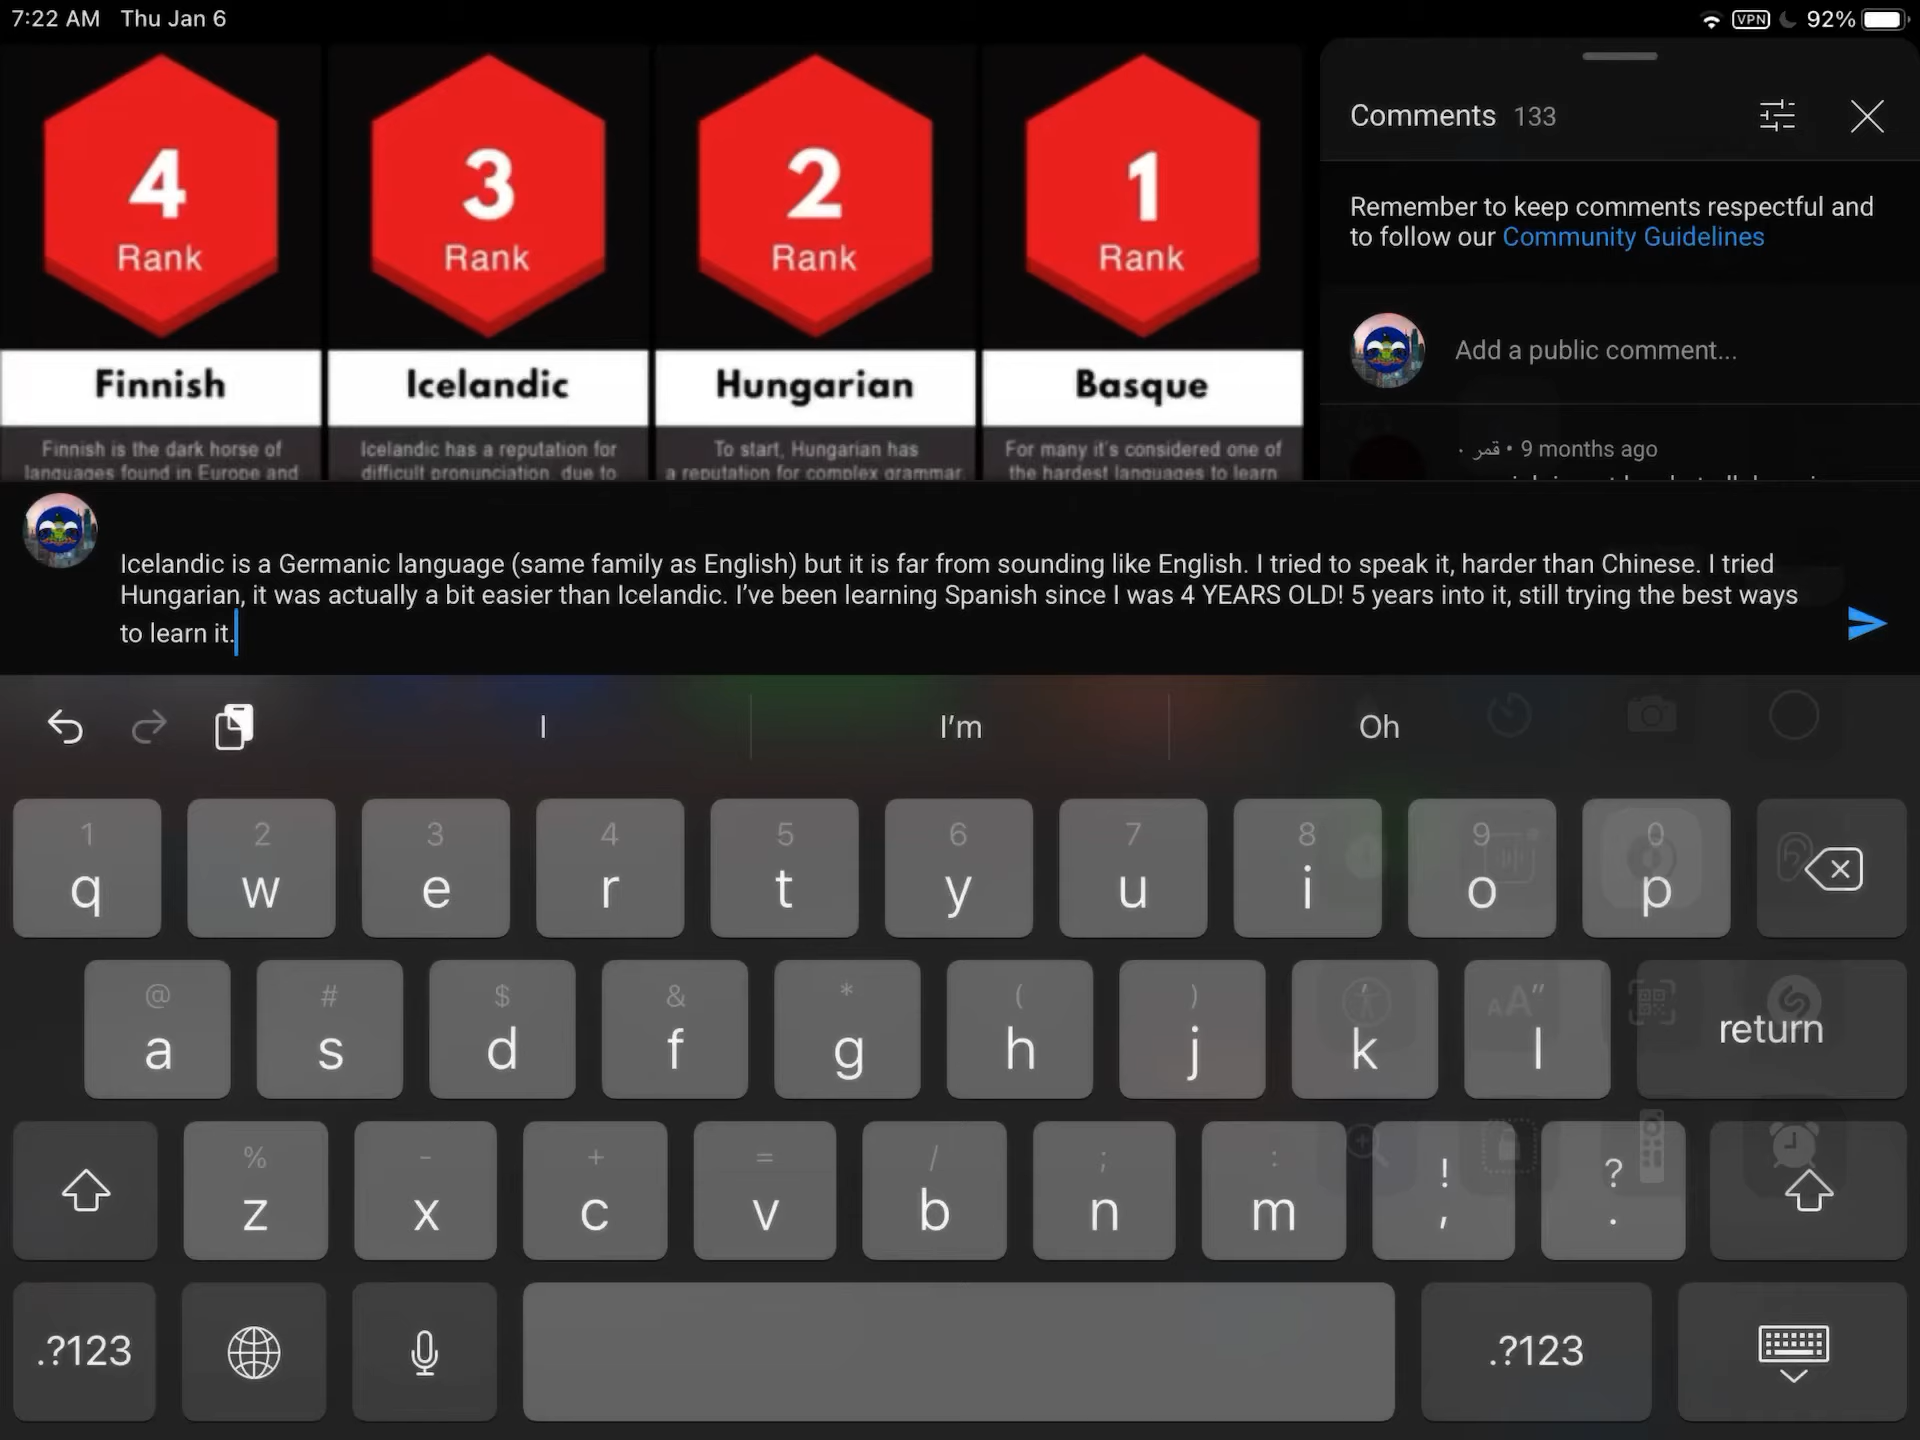 7:22 AM Thu Jan 6
VPN 92%
4
Rank
3
Rank
2
Rank
1
Rank
Finnish
Icelandic
Hungarian
Basque
Finnish is the dark horse of
languages found in Europe and
Icelandic has a reputation for
difficult pronunciation, due to
To start, Hungarian has
a reputation for complex grammar,
For many it's considered one of
the hardest languages to learn
Comments 133
Remember to keep comments respectful and
to follow our Community Guidelines
Add a public comment...
قمر . • 9 months ago
Icelandic is a Germanic language (same family as English) but it is far from sounding like English. I tried to speak it, harder than Chinese. I tried
Hungarian, it was actually a bit easier than Icelandic. I’ve been learning Spanish since I was 4 YEARS OLD! 5 years into it, still trying the best ways
to learn it.
I I’m Oh
1 2 3 4 5 6 7 8 9 0
q w e r t y u i o p
@ # $ & * ( ) ' "
a s d f g h j k l return
% - + = / ; : ! ?
z x c v b n m , .
.?123 .?123